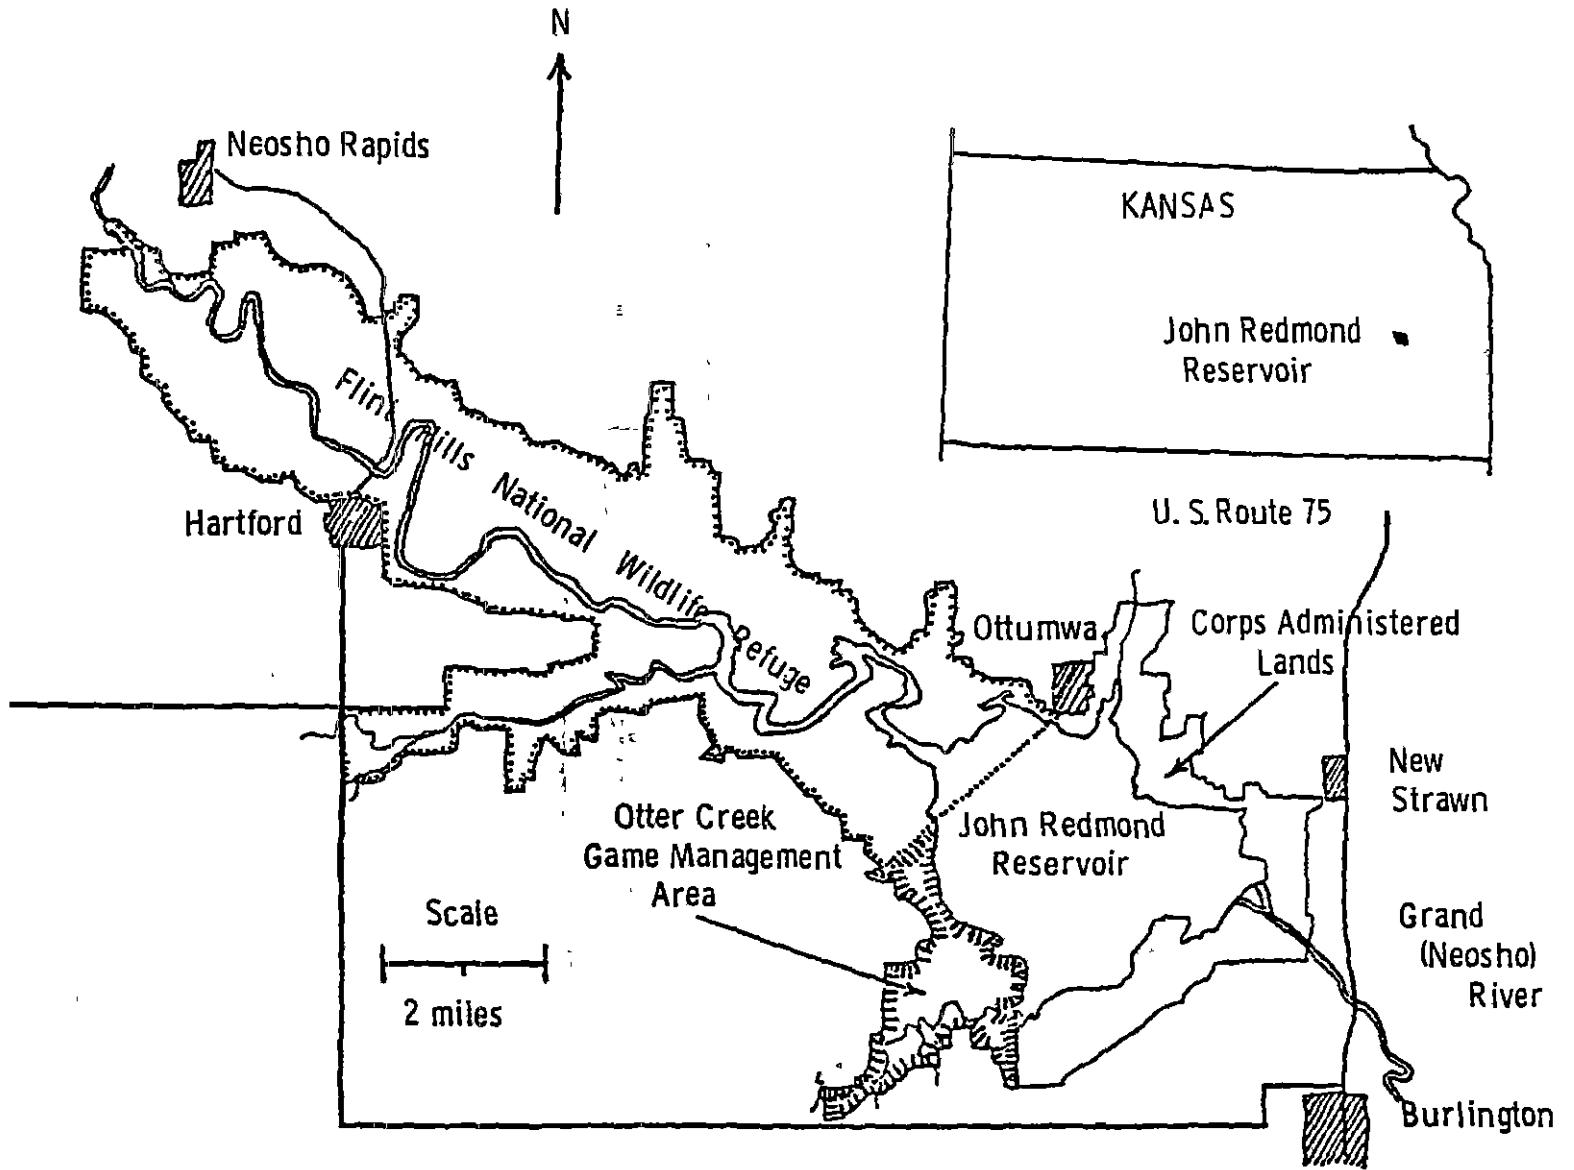 N
Neosho Rapids
KANSAS
John Redmond
Reservoir
Flint Hills National Wildlife Refuge
Hartford
U. S. Route 75
Ottumwa
Corps Administered
Lands
New
Strawn
Otter Creek
Game Management
Area
John Redmond
Reservoir
Scale
2 miles
Grand
(Neosho)
River
Burlington